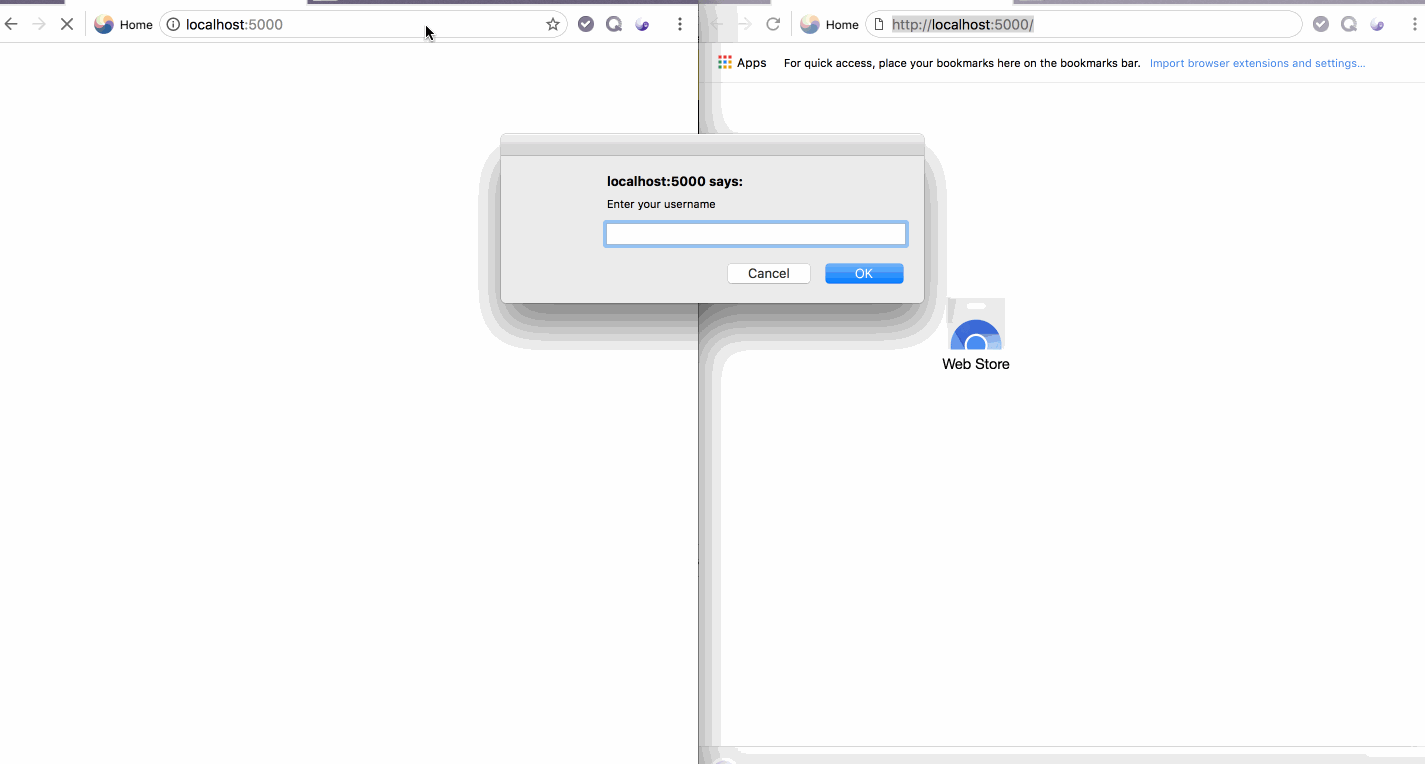 Home
localhost:5000
Home
http://localhost:5000/
Apps
For quick access, place your bookmarks here on the bookmarks bar.
Import browser extensions and settings...
localhost:5000 says:
Enter your username
Cancel
OK
Web Store